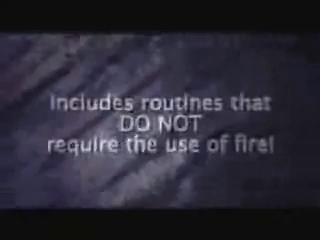 includes routines that
DO NOT
require the use of fire!